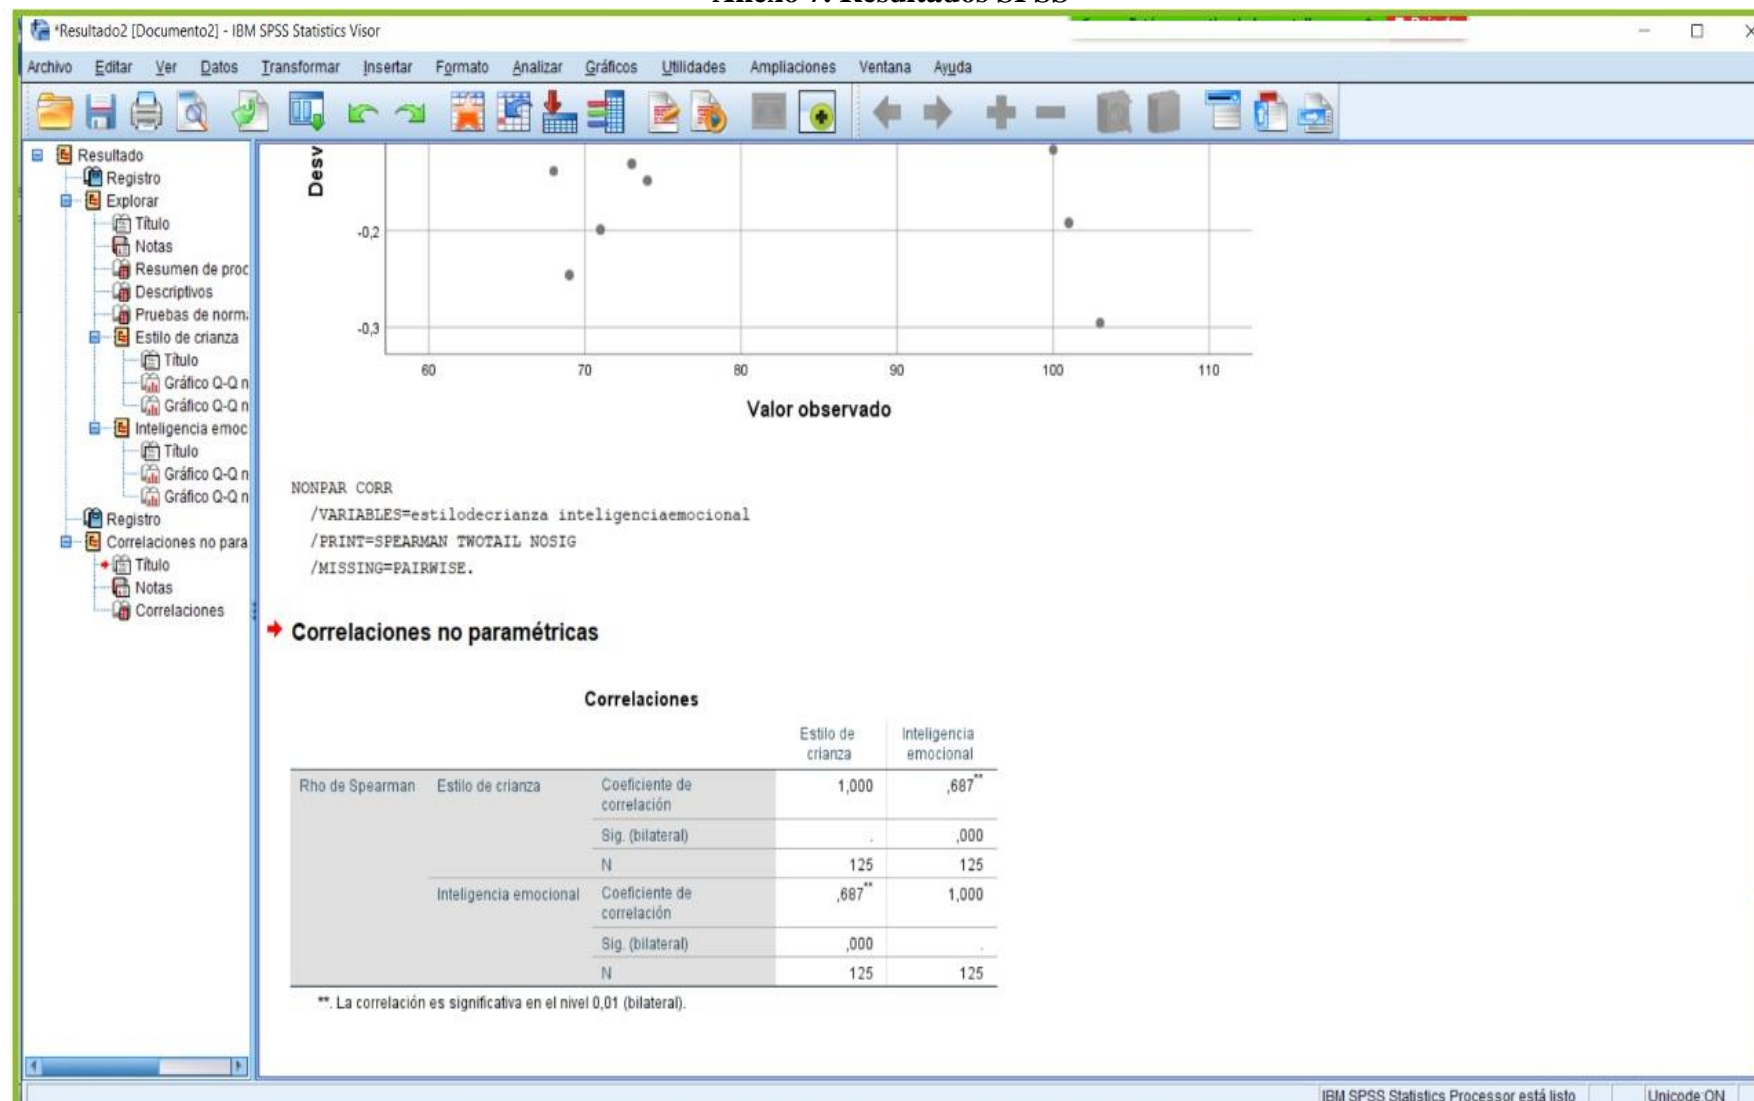 Anexo 7. Resultados SPSS
*Resultado2 [Documento2] - IBM SPSS Statistics Visor
Archivo Editar Ver Datos Transformar Insertar Formato Analizar Gráficos Utilidades Ampliaciones Ventana Ayuda
Resultado
Registro
Explorar
Título
Notas
Resumen de proc
Descriptivos
Pruebas de norm
Estilo de crianza
Título
Gráfico Q-Q n
Gráfico Q-Q n
Inteligencia emoc
Título
Gráfico Q-Q n
Gráfico Q-Q n
Registro
Correlaciones no para
Título
Notas
Correlaciones
Desv
-0,2
-0,3
60 70 80 90 100 110
Valor observado
NONPAR CORR
/VARIABLES=estilodecrianza inteligenciaemocional
/PRINT=SPEARMAN TWOTAIL NOSIG
/MISSING=PAIRWISE.
Correlaciones no paramétricas
Correlaciones
Estilo de crianza Inteligencia emocional
Rho de Spearman Estilo de crianza Coeficiente de correlación 1,000 ,687**
Sig. (bilateral) . ,000
N 125 125
Inteligencia emocional Coeficiente de correlación ,687** 1,000
Sig. (bilateral) ,000 .
N 125 125
**. La correlación es significativa en el nivel 0,01 (bilateral).
IBM SPSS Statistics Processor está listo Unicode:ON